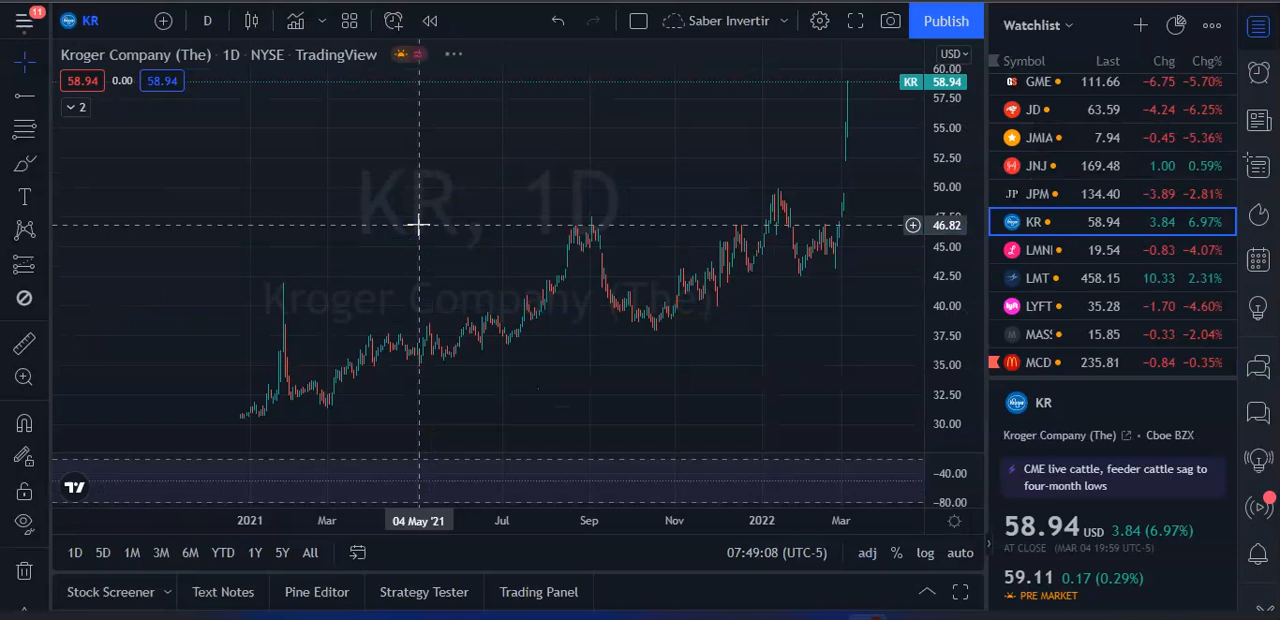 11
KR
D
Saber Invertir
Publish
Kroger Company (The) · 1D · NYSE · TradingView
58.94 0.00 58.94
2
KR, 1D
Kroger Company (The)
USD
60.00
KR 58.94
57.50
55.00
52.50
50.00
47.50
46.82
45.00
42.50
40.00
37.50
35.00
32.50
30.00
−40.00
−80.00
2021 Mar 04 May '21 Jul Sep Nov 2022 Mar
1D 5D 1M 3M 6M YTD 1Y 5Y All
07:49:08 (UTC-5) adj % log auto
Stock Screener Text Notes Pine Editor Strategy Tester Trading Panel
Watchlist
Symbol Last Chg Chg%
GME 111.66 −6.75 −5.70%
JD 63.59 −4.24 −6.25%
JMIA 7.94 −0.45 −5.36%
JNJ 169.48 1.00 0.59%
JPM 134.40 −3.89 −2.81%
KR 58.94 3.84 6.97%
LMNI 19.54 −0.83 −4.07%
LMT 458.15 10.33 2.31%
LYFT 35.28 −1.70 −4.60%
MASS 15.85 −0.33 −2.04%
MCD 235.81 −0.84 −0.35%
KR
Kroger Company (The) • Cboe BZX
CME live cattle, feeder cattle sag to
four-month lows
58.94 USD 3.84 (6.97%)
AT CLOSE (MAR 04 19:59 UTC-5)
59.11 0.17 (0.29%)
PRE MARKET